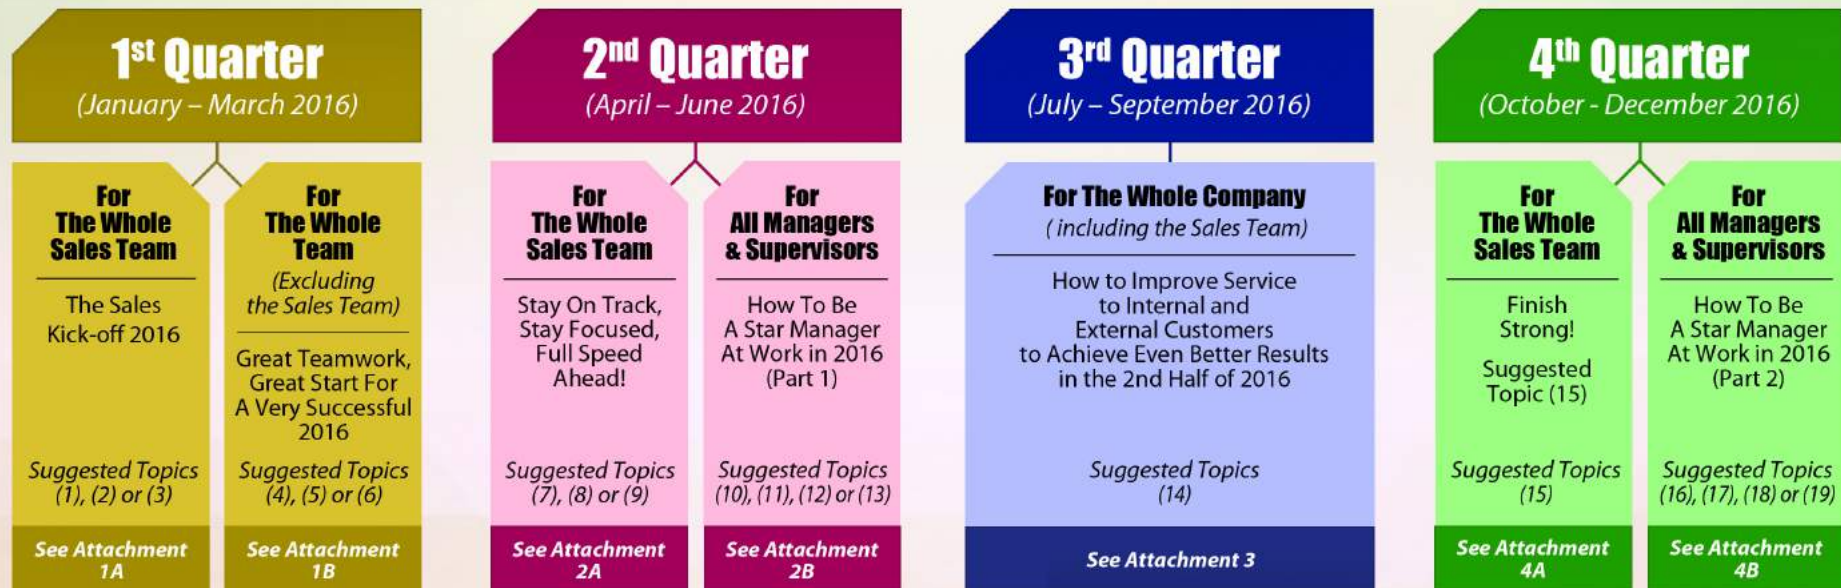 1st Quarter
(January – March 2016)
For
The Whole
Sales Team
The Sales
Kick-off 2016
Suggested Topics
(1), (2) or (3)
See Attachment
1A
For
The Whole
Team
(Excluding
the Sales Team)
Great Teamwork,
Great Start For
A Very Successful
2016
Suggested Topics
(4), (5) or (6)
See Attachment
1B
2nd Quarter
(April – June 2016)
For
The Whole
Sales Team
Stay On Track,
Stay Focused,
Full Speed
Ahead!
Suggested Topics
(7), (8) or (9)
See Attachment
2A
For
All Managers
& Supervisors
How To Be
A Star Manager
At Work in 2016
(Part 1)
Suggested Topics
(10), (11), (12) or (13)
See Attachment
2B
3rd Quarter
(July – September 2016)
For The Whole Company
( including the Sales Team)
How to Improve Service
to Internal and
External Customers
to Achieve Even Better Results
in the 2nd Half of 2016
Suggested Topics
(14)
See Attachment 3
4th Quarter
(October - December 2016)
For
The Whole
Sales Team
Finish
Strong!
Suggested
Topic (15)
Suggested Topics
(15)
See Attachment
4A
For
All Managers
& Supervisors
How To Be
A Star Manager
At Work in 2016
(Part 2)
Suggested Topics
(16), (17), (18) or (19)
See Attachment
4B